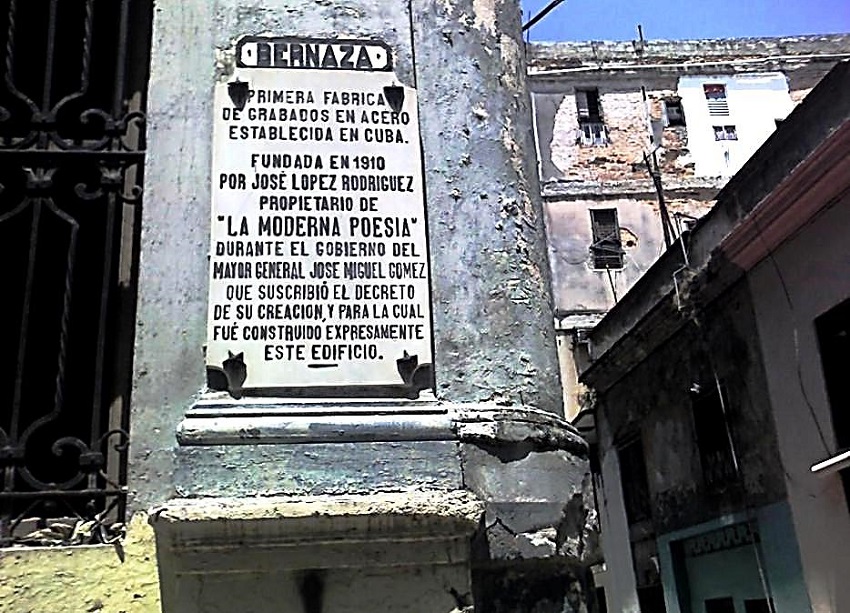 BERNAZA
PRIMERA FABRICA
DE GRABADOS EN ACERO
ESTABLECIDA EN CUBA.
FUNDADA EN 1910
POR JOSÉ LOPEZ RODRIGUEZ
PROPIETARIO DE
"LA MODERNA POESIA"
DURANTE EL GOBIERNO DEL
MAYOR GENERAL JOSE MIGUEL GOMEZ
QUE SUSCRIBIÓ EL DECRETO
DE SU CREACION, Y PARA LA CUAL
FUÉ CONSTRUIDO EXPRESAMENTE
ESTE EDIFICIO.